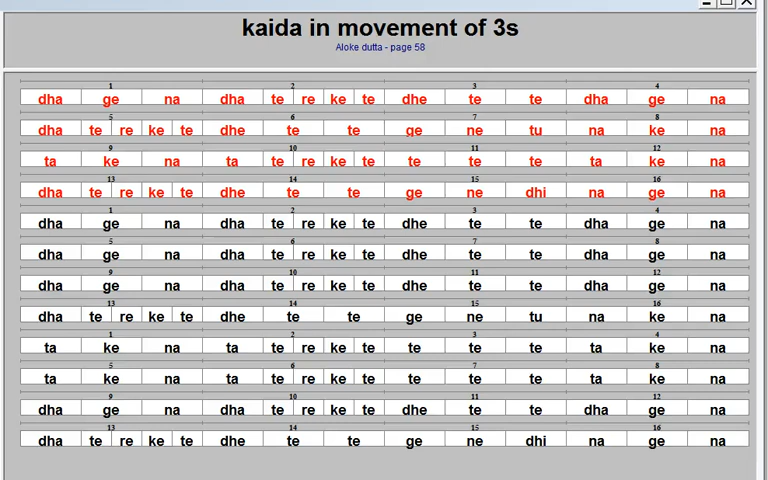 kaida in movement of 3s
Aloke dutta - page 58
1 2 3 4
dha ge na dha te re ke te dhe te te dha ge na
5 6 7 8
dha te re ke te dhe te te ge ne tu na ke na
9 10 11 12
ta ke na ta te re ke te te te te ta ke na
13 14 15 16
dha te re ke te dhe te te ge ne dhi na ge na
1 2 3 4
dha ge na dha te re ke te dhe te te dha ge na
5 6 7 8
dha ge na dha te re ke te dhe te te dha ge na
9 10 11 12
dha ge na dha te re ke te dhe te te dha ge na
13 14 15 16
dha te re ke te dhe te te ge ne tu na ke na
1 2 3 4
ta ke na ta te re ke te te te te ta ke na
5 6 7 8
ta ke na ta te re ke te te te te ta ke na
9 10 11 12
dha ge na dha te re ke te dhe te te dha ge na
13 14 15 16
dha te re ke te dhe te te ge ne dhi na ge na